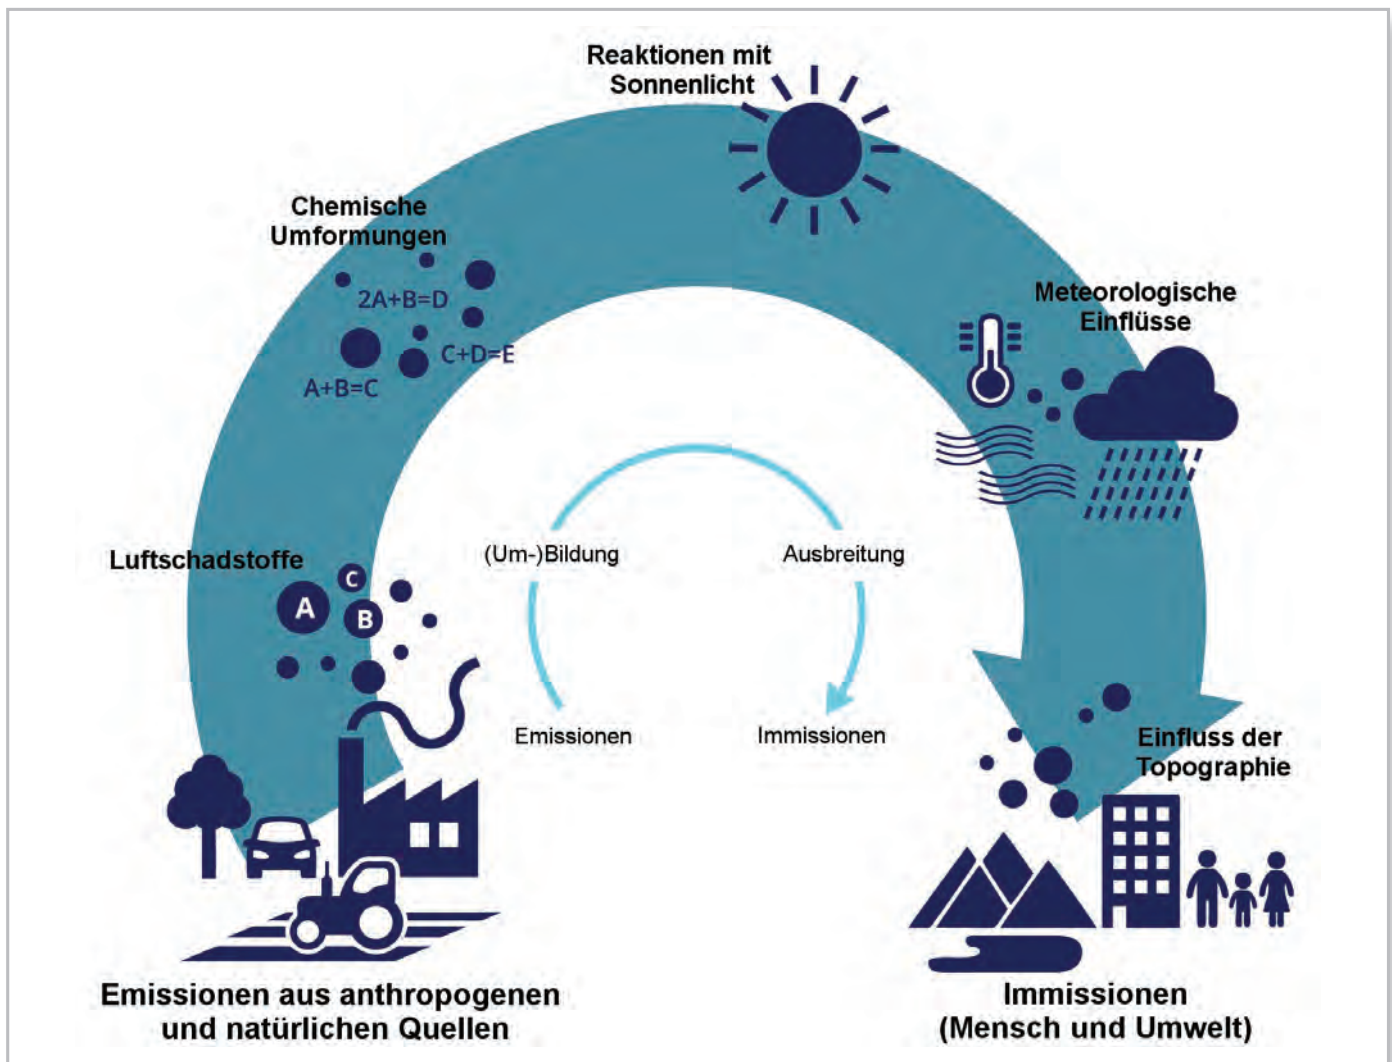 Reaktionen mit
Sonnenlicht
Chemische
Umformungen
2A+B=D
C+D=E
A+B=C
Meteorologische
Einflüsse
Luftschadstoffe
A
C
B
(Um-)Bildung
Ausbreitung
Emissionen
Immissionen
Einfluss der
Topographie
Emissionen aus anthropogenen
und natürlichen Quellen
Immissionen
(Mensch und Umwelt)